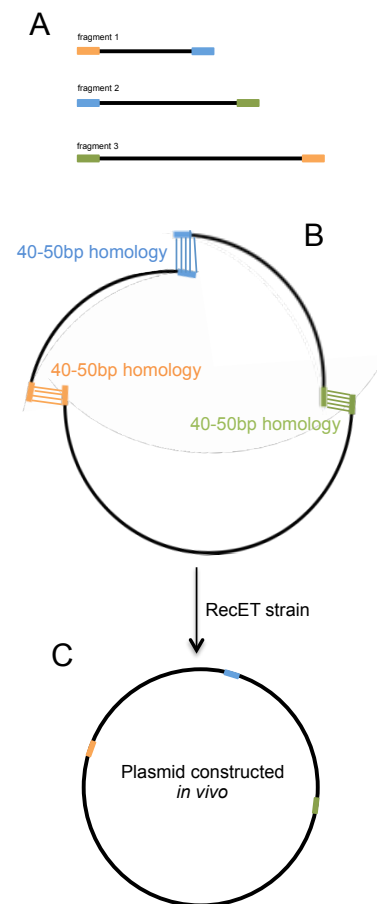 A
fragment 1
fragment 2
fragment 3
B
40-50bp homology
40-50bp homology
40-50bp homology
RecET strain
C
Plasmid constructed
in vivo